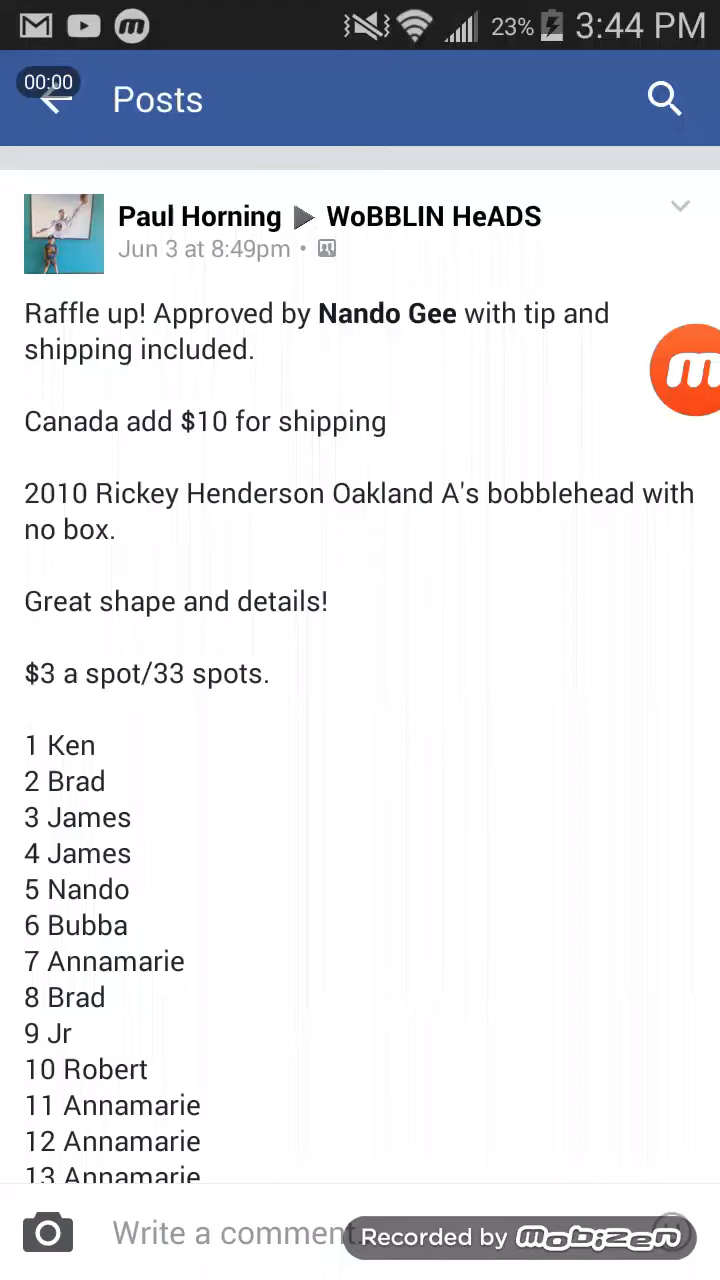 23% 3:44 PM
00:00
Posts
Paul Horning ▶ WoBBLIN HeADS
Jun 3 at 8:49pm •
Raffle up! Approved by Nando Gee with tip and
shipping included.
Canada add $10 for shipping
2010 Rickey Henderson Oakland A's bobblehead with
no box.
Great shape and details!
$3 a spot/33 spots.
1 Ken
2 Brad
3 James
4 James
5 Nando
6 Bubba
7 Annamarie
8 Brad
9 Jr
10 Robert
11 Annamarie
12 Annamarie
13 Annamarie
Write a comment.
Recorded by mobizen